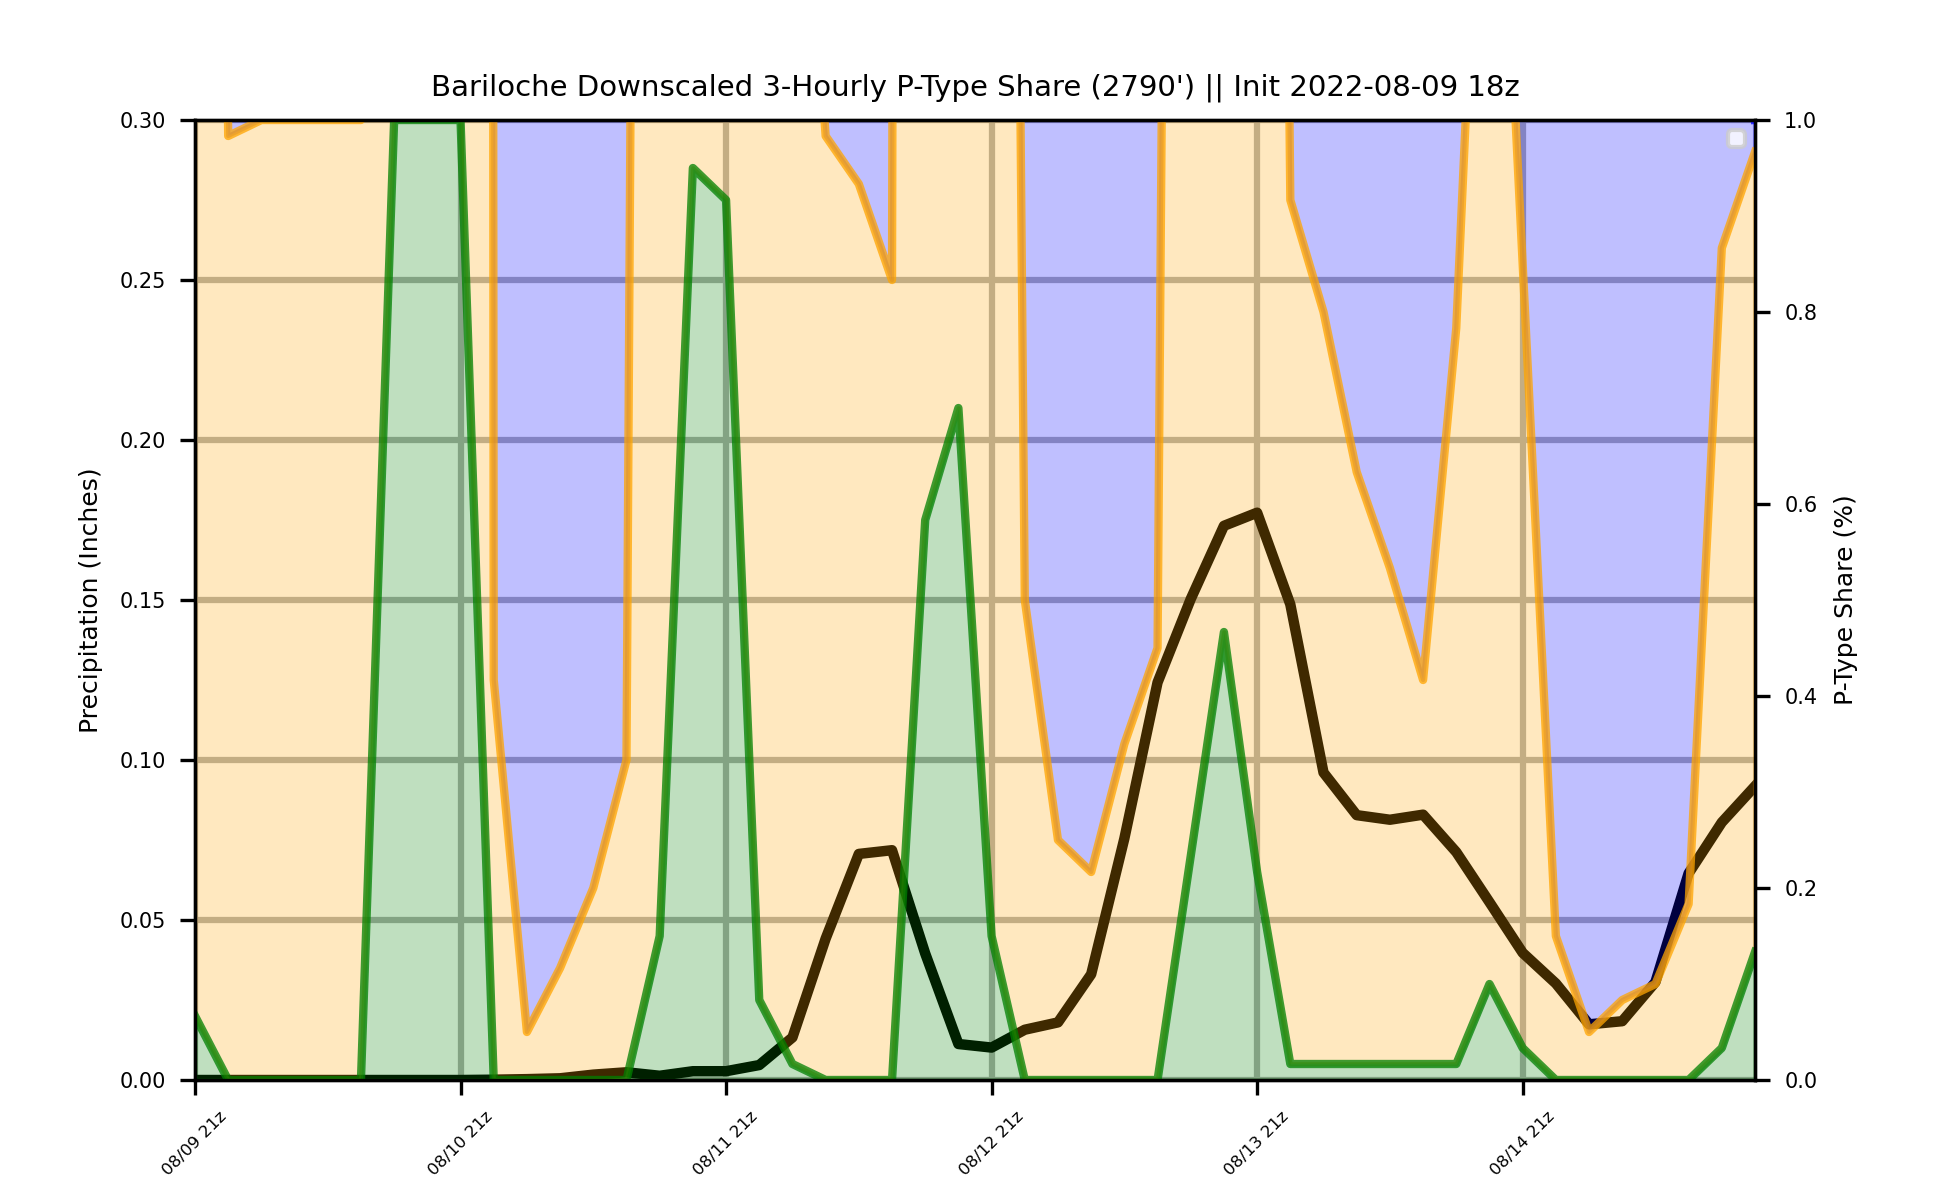 Bariloche Downscaled 3-Hourly P-Type Share (2790') || Init 2022-08-09 18z
0.30
0.25
0.20
0.15
0.10
0.05
0.00
Precipitation (Inches)
1.0
0.8
0.6
0.4
0.2
0.0
P-Type Share (%)
08/09 21z
08/10 21z
08/11 21z
08/12 21z
08/13 21z
08/14 21z